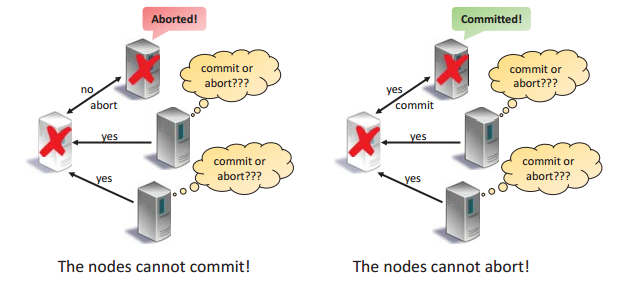 Aborted!
no
abort
commit or
abort???
yes
commit or
abort???
yes
The nodes cannot commit!
Committed!
yes
commit
commit or
abort???
yes
commit or
abort???
yes
The nodes cannot abort!